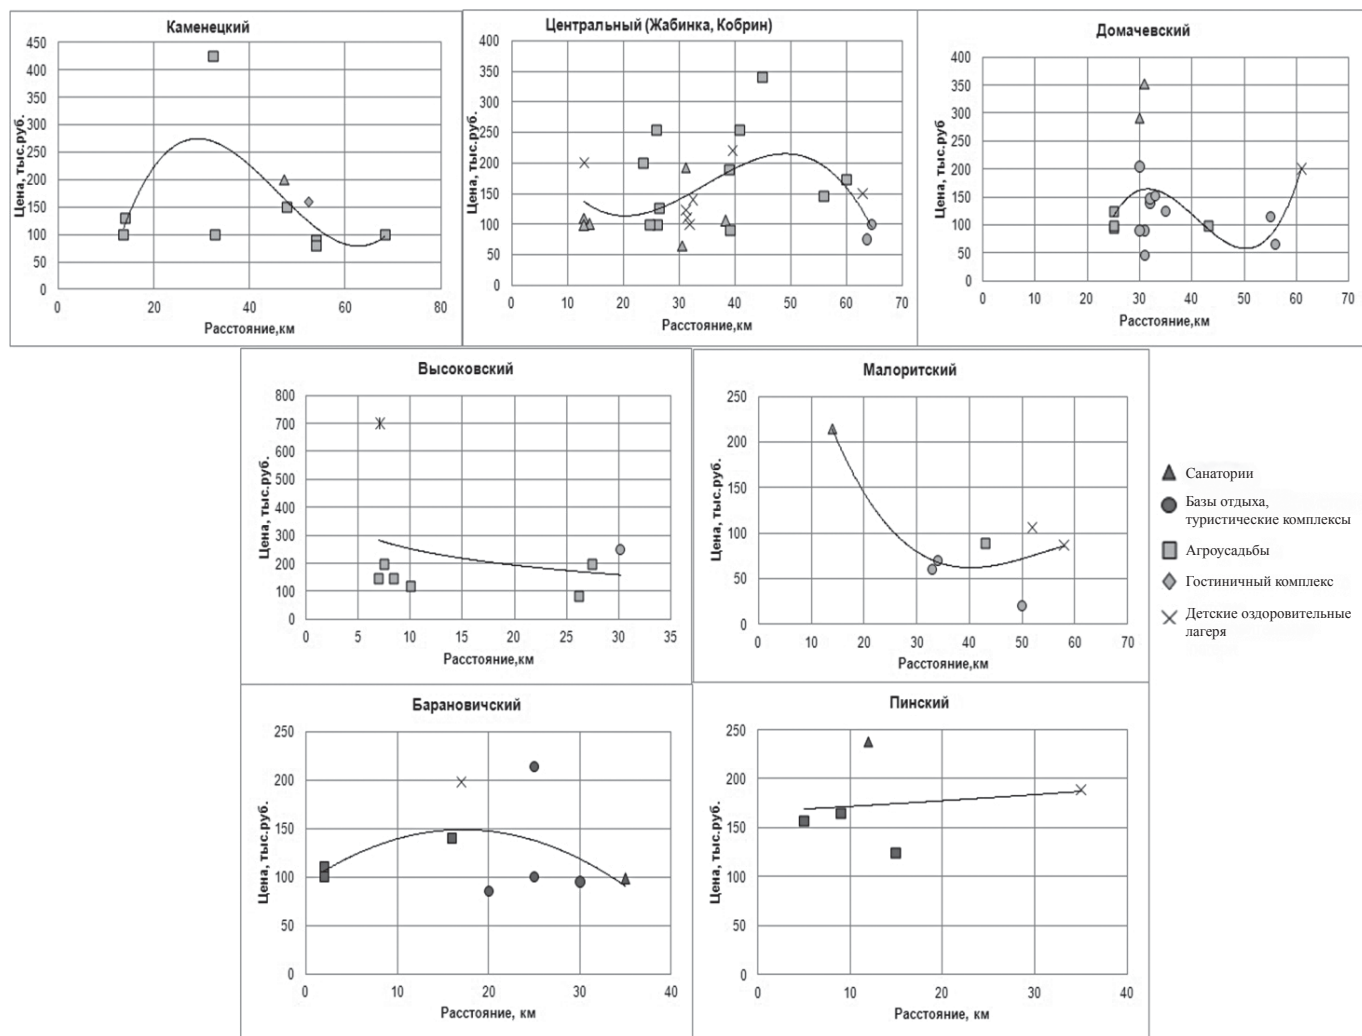 Каменецкий
450
400
350
300
250
200
150
100
50
0
0 20 40 60 80
Цена, тыс.руб.
Расстояние,км
Центральный (Жабинка, Кобрин)
400
350
300
250
200
150
100
50
0
0 10 20 30 40 50 60 70
Цена, тыс.руб.
Расстояние,км
Домачевский
400
350
300
250
200
150
100
50
0
0 10 20 30 40 50 60 70
Цена, тыс.руб
Расстояние,км
Высоковский
800
700
600
500
400
300
200
100
0
0 5 10 15 20 25 30 35
Цена, тыс.руб.
Расстояние,км
Малоритский
250
200
150
100
50
0
0 10 20 30 40 50 60 70
Цена, тыс.руб.
Расстояние,км
Санатории
Базы отдыха,
туристические комплексы
Агроусадьбы
Гостиничный комплекс
Детские оздоровительные
лагеря
Барановичский
250
200
150
100
50
0
0 10 20 30 40
Цена, тыс.руб.
Расстояние, км
Пинский
250
200
150
100
50
0
0 10 20 30 40
Цена, тыс.руб.
Расстояние, км